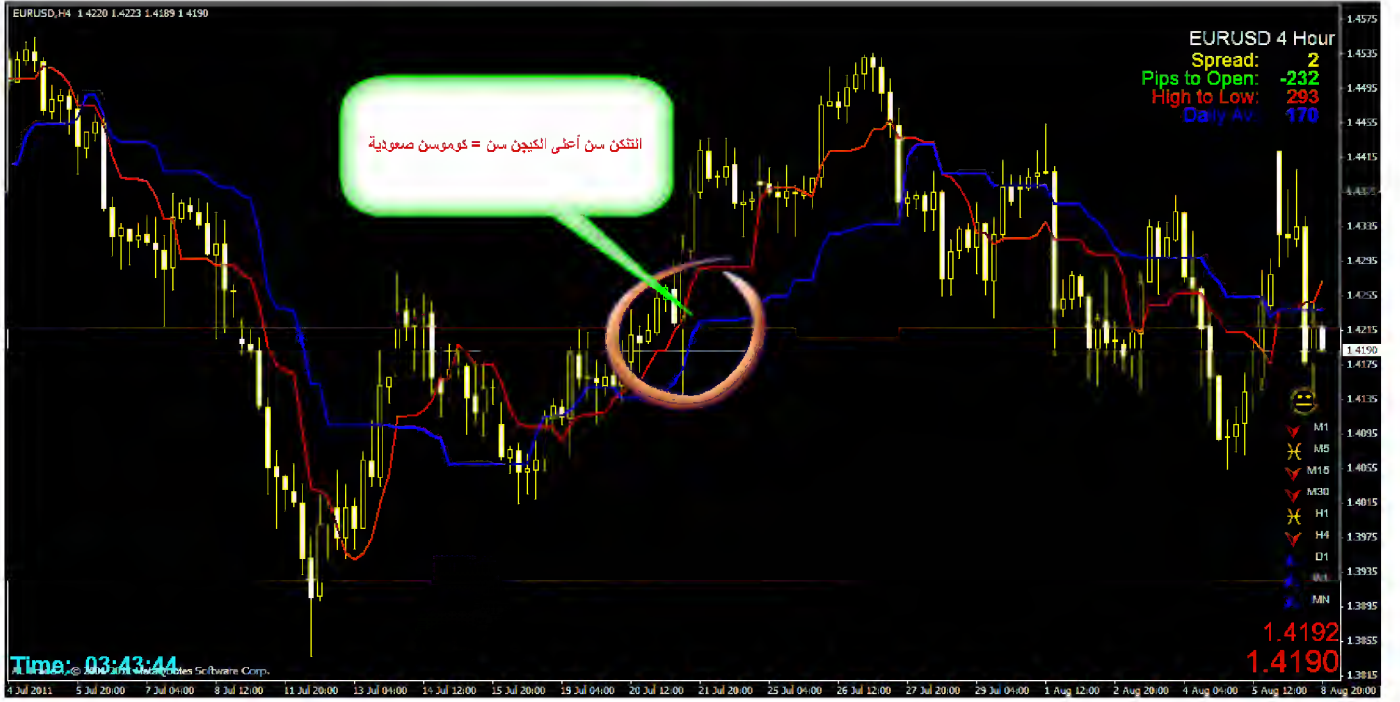 EURUSD,H4 1.4220 1.4223 1.4189 1.4190
EURUSD 4 Hour
Spread: 2
Pips to Open: -232
High to Low: 293
Daily Av: 170
التنكن سن أعلى الكيجن سن = كوموسن صعودية
1.4575
1.4535
1.4495
1.4455
1.4415
1.4375
1.4335
1.4295
1.4255
1.4215
1.4190
1.4175
1.4135
1.4095
1.4055
1.4015
1.3975
1.3935
1.3895
1.3855
1.3815
M1
M5
M15
M30
H1
H4
D1
MN
1.4192
1.4190
Time: 03:43:44
Software Corp.
4 Jul 2011 5 Jul 20:00 7 Jul 04:00 8 Jul 12:00 11 Jul 20:00 13 Jul 04:00 14 Jul 12:00 15 Jul 20:00 19 Jul 04:00 20 Jul 12:00 21 Jul 20:00 25 Jul 04:00 26 Jul 12:00 27 Jul 20:00 29 Jul 04:00 1 Aug 12:00 2 Aug 20:00 4 Aug 04:00 5 Aug 12:00 8 Aug 20:00